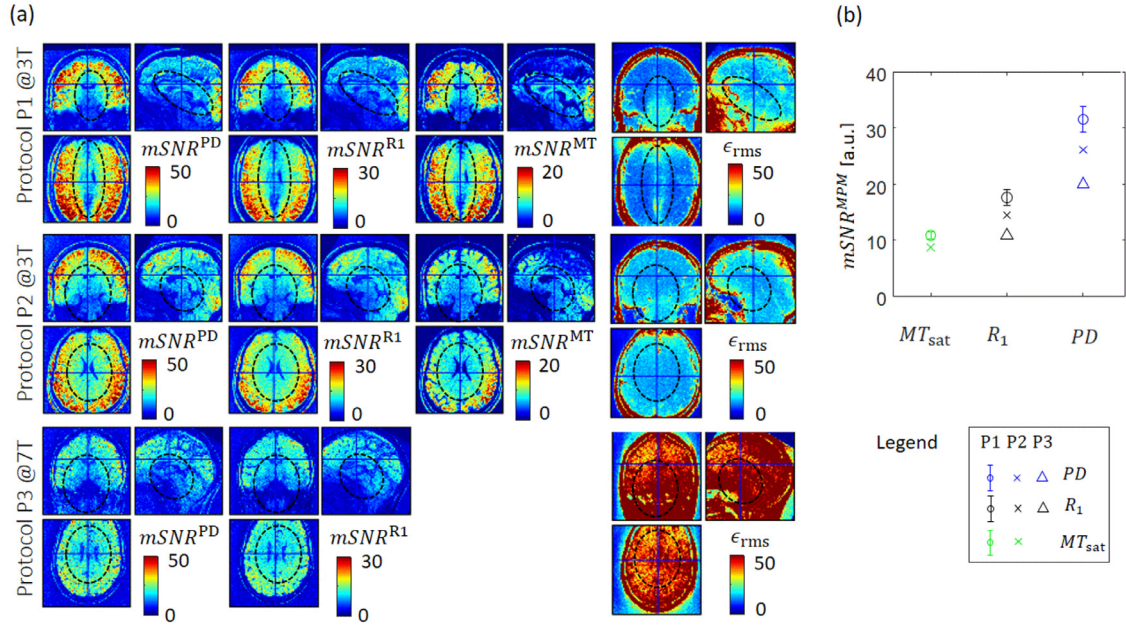 (a)
(b)
Protocol P1 @3T
mSNR^PD
50
0
mSNR^R1
30
0
mSNR^MT
20
0
ϵ_rms
50
0
Protocol P2 @3T
mSNR^PD
50
0
mSNR^R1
30
0
mSNR^MT
20
0
ϵ_rms
50
0
Protocol P3 @7T
mSNR^PD
50
0
mSNR^R1
30
0
ϵ_rms
50
0
mSNR^MPM [a.u.]
40
30
20
10
0
MT_sat R_1 PD
Legend
P1 P2 P3
PD
R_1
MT_sat